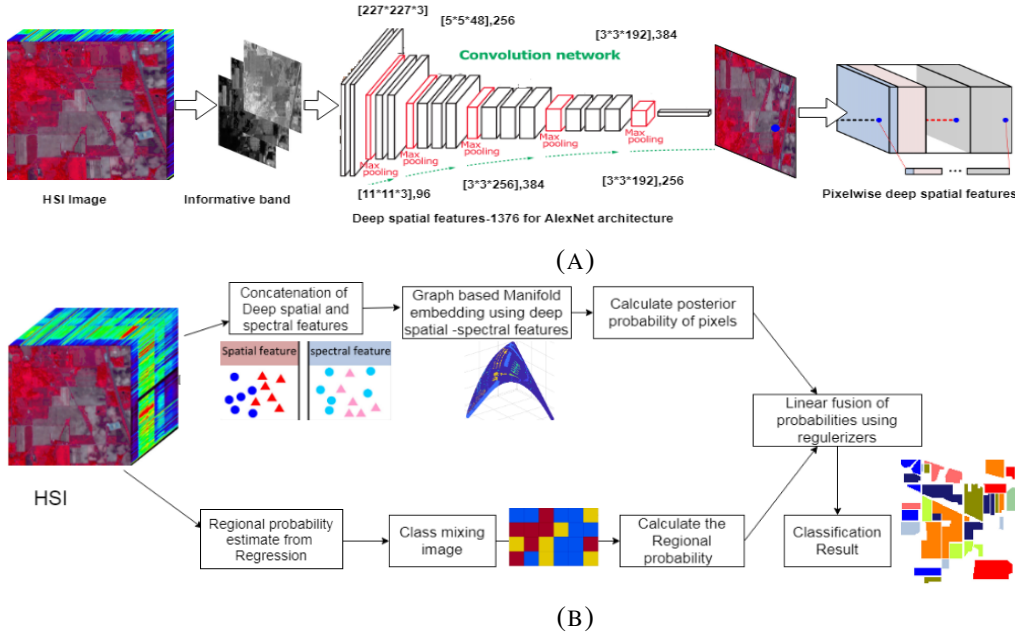 [227*227*3]
[5*5*48],256
[3*3*192],384
Convolution network
Max
pooling
Max
pooling
Max
pooling
Max
pooling
Max
pooling
[11*11*3],96
[3*3*256],384
[3*3*192],256
HSI Image
Informative band
Deep spatial features-1376 for AlexNet architecture
Pixelwise deep spatial features
...
(A)
Concatenation of
Deep spatial and
spectral features
Graph based Manifold
embedding using deep
spatial -spectral features
Calculate posterior
probability of pixels
Spatial feature
spectral feature
Linear fusion of
probabilities using
regulerizers
HSI
Regional probability
estimate from
Regression
Class mixing
image
Calculate the
Regional
probability
Classification
Result
(B)